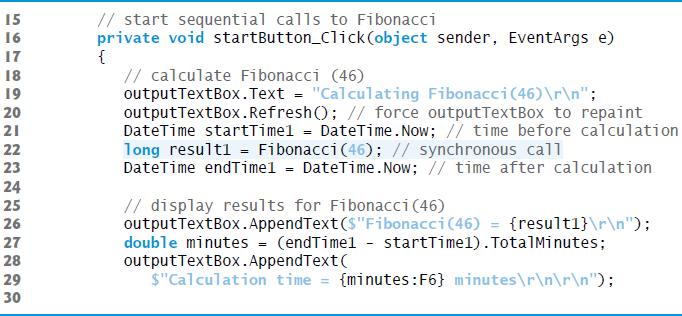 15 // start sequential calls to Fibonacci
16 private void startButton_Click(object sender, EventArgs e)
17 {
18 // calculate Fibonacci (46)
19 outputTextBox.Text = "Calculating Fibonacci(46)\r\n";
20 outputTextBox.Refresh(); // force outputTextBox to repaint
21 DateTime startTime1 = DateTime.Now; // time before calculation
22 long result1 = Fibonacci(46); // synchronous call
23 DateTime endTime1 = DateTime.Now; // time after calculation
24
25 // display results for Fibonacci(46)
26 outputTextBox.AppendText($"Fibonacci(46) = {result1}\r\n");
27 double minutes = (endTime1 - startTime1).TotalMinutes;
28 outputTextBox.AppendText(
29 $"Calculation time = {minutes:F6} minutes\r\n\r\n");
30